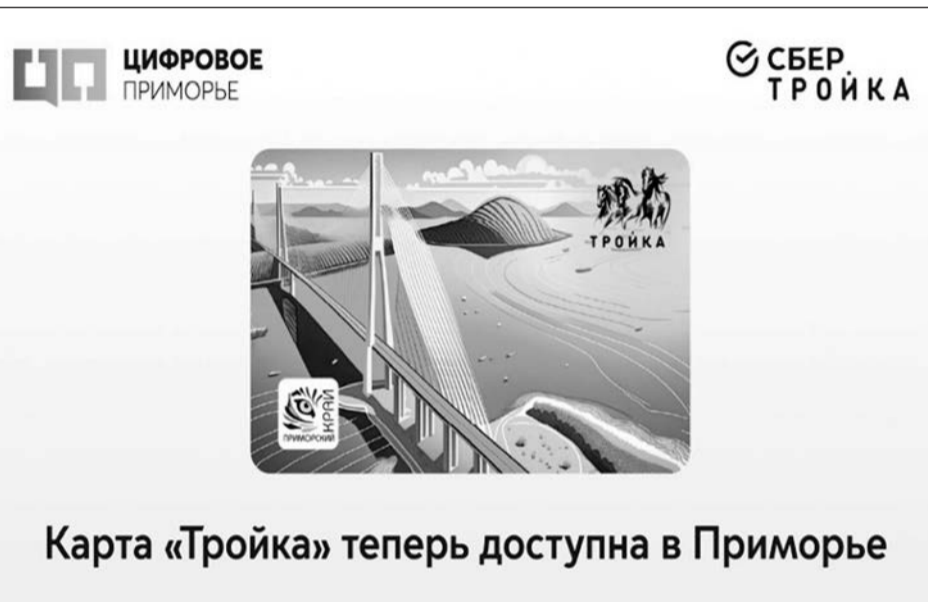 ЦИФРОВОЕ
ПРИМОРЬЕ
СБЕР
ТРОЙКА
ТРОЙКА
ПРИМОРСКИЙ
КРАЙ
Карта «Тройка» теперь доступна в Приморье